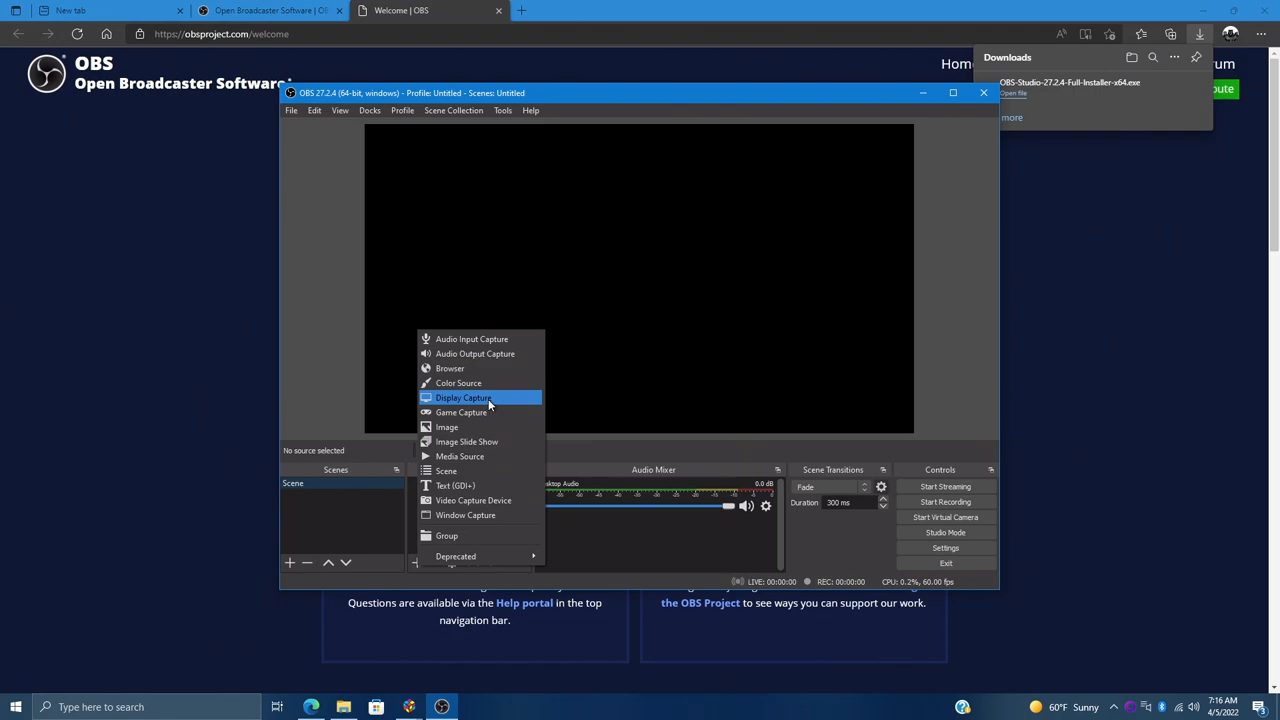 New tab
Open Broadcaster Software | OB
Welcome | OBS
https://obsproject.com/welcome
OBS
Open Broadcaster Software
Home
Forum
Downloads
OBS-Studio-27.2.4-Full-Installer-x64.exe
Open file
more
OBS 27.2.4 (64-bit, windows) - Profile: Untitled - Scenes: Untitled
File Edit View Docks Profile Scene Collection Tools Help
Audio Input Capture
Audio Output Capture
Browser
Color Source
Display Capture
Game Capture
Image
Image Slide Show
Media Source
Scene
Text (GDI+)
Video Capture Device
Window Capture
Group
Deprecated
No source selected
Scenes
Scene
Audio Mixer
sktop Audio
0.0 dB
Scene Transitions
Fade
Duration 300 ms
Controls
Start Streaming
Start Recording
Start Virtual Camera
Studio Mode
Settings
Exit
LIVE: 00:00:00 REC: 00:00:00 CPU: 0.2%, 60.00 fps
Questions are available via the Help portal in the top
navigation bar.
the OBS Project to see ways you can support our work.
Type here to search
60°F Sunny
7:16 AM
4/5/2022